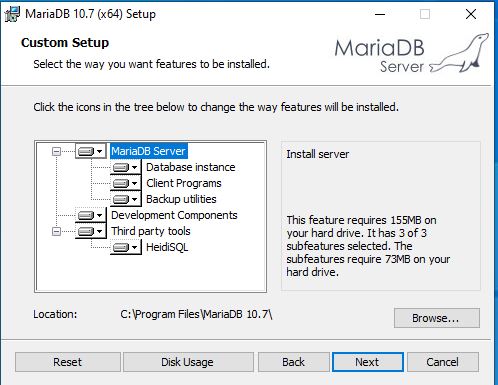 MariaDB 10.7 (x64) Setup
Custom Setup
Select the way you want features to be installed.
MariaDB
Server
Click the icons in the tree below to change the way features will be installed.
MariaDB Server
Database instance
Client Programs
Backup utilities
Development Components
Third party tools
HeidiSQL
Install server
This feature requires 155MB on
your hard drive. It has 3 of 3
subfeatures selected. The
subfeatures require 73MB on your
hard drive.
Location: C:\Program Files\MariaDB 10.7\
Browse...
Reset Disk Usage Back Next Cancel